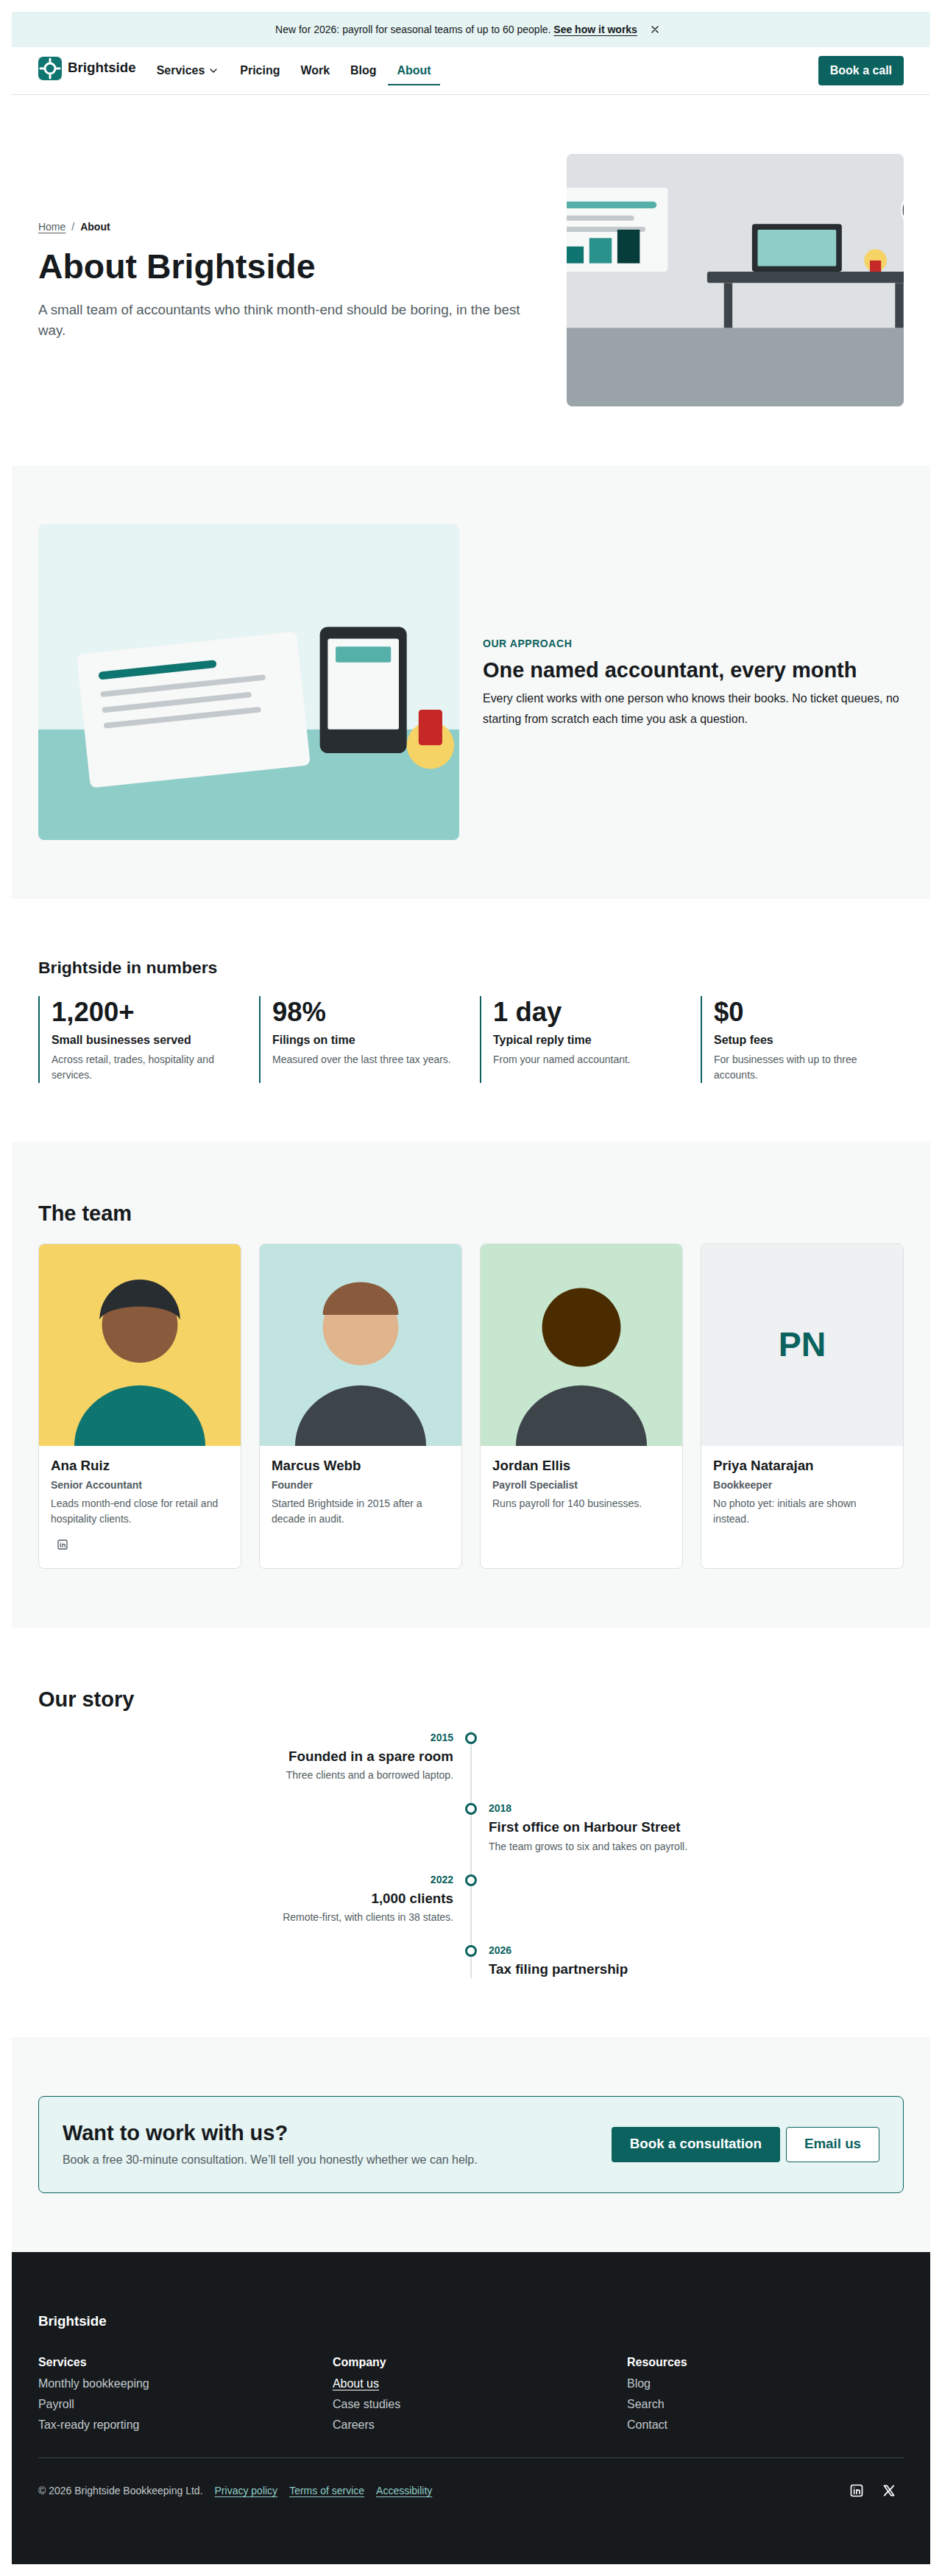 New for 2026: payroll for seasonal teams of up to 60 people. See how it works
Brightside
Services
Pricing
Work
Blog
About
Book a call
Home / About
About Brightside
A small team of accountants who think month-end should be boring, in the best
way.
OUR APPROACH
One named accountant, every month
Every client works with one person who knows their books. No ticket queues, no
starting from scratch each time you ask a question.
Brightside in numbers
1,200+
Small businesses served
Across retail, trades, hospitality and
services.
98%
Filings on time
Measured over the last three tax years.
1 day
Typical reply time
From your named accountant.
$0
Setup fees
For businesses with up to three
accounts.
The team
Ana Ruiz
Senior Accountant
Leads month-end close for retail and
hospitality clients.
Marcus Webb
Founder
Started Brightside in 2015 after a
decade in audit.
Jordan Ellis
Payroll Specialist
Runs payroll for 140 businesses.
PN
Priya Natarajan
Bookkeeper
No photo yet: initials are shown
instead.
Our story
2015
Founded in a spare room
Three clients and a borrowed laptop.
2018
First office on Harbour Street
The team grows to six and takes on payroll.
2022
1,000 clients
Remote-first, with clients in 38 states.
2026
Tax filing partnership
Want to work with us?
Book a free 30-minute consultation. We'll tell you honestly whether we can help.
Book a consultation
Email us
Brightside
Services
Monthly bookkeeping
Payroll
Tax-ready reporting
Company
About us
Case studies
Careers
Resources
Blog
Search
Contact
© 2026 Brightside Bookkeeping Ltd.
Privacy policy
Terms of service
Accessibility